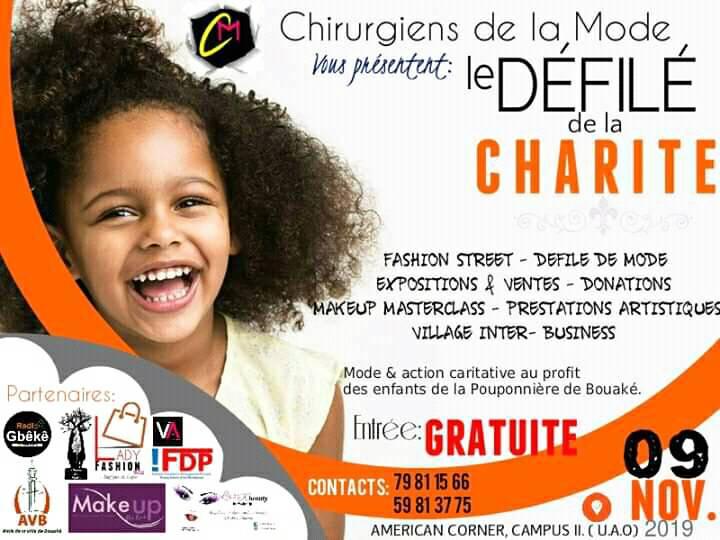 CM
Chirurgiens de la Mode
Vous présentent:
le DÉFILÉ
de la
CHARITE
FASHION STREET - DEFILE DE MODE
EXPOSITIONS & VENTES - DONATIONS
MAKEUP MASTERCLASS - PRESTATIONS ARTISTIQUES
VILLAGE INTER- BUSINESS
Mode & action caritative au profit
des enfants de la Pouponnière de Bouaké.
Entrée: GRATUITE
CONTACTS: 79 81 15 66
59 81 37 75
09
NOV.
AMERICAN CORNER, CAMPUS II. ( U.A.O) 2019
Partenaires:
Radio
Gbêkê
LADY
FASHION
VA
!FDP
AVB
Make up
beauty